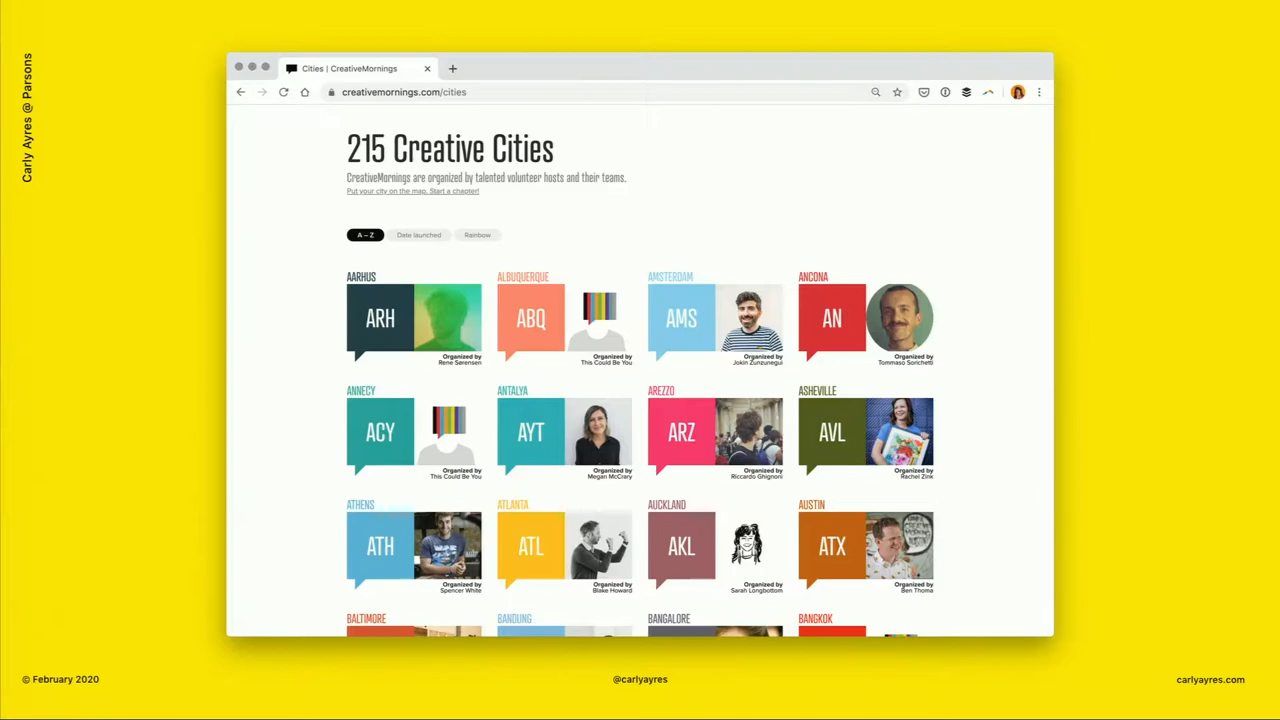 Carly Ayres @ Parsons
Cities | CreativeMornings
creativemornings.com/cities
215 Creative Cities
CreativeMornings are organized by talented volunteer hosts and their teams.
Put your city on the map. Start a chapter!
A – Z
Date launched
Rainbow
AARHUS
ARH
Organized by
Rene Sørensen
ALBUQUERQUE
ABQ
Organized by
This Could Be You
AMSTERDAM
AMS
Organized by
Jokin Zunzunegui
ANCONA
AN
Organized by
Tommaso Sorichetti
ANNECY
ACY
Organized by
This Could Be You
ANTALYA
AYT
Organized by
Megan McCrary
AREZZO
ARZ
Organized by
Riccardo Ghignoni
ASHEVILLE
AVL
Organized by
Rachel Zink
ATHENS
ATH
Organized by
Spencer White
ATLANTA
ATL
Organized by
Blake Howard
AUCKLAND
AKL
Organized by
Sarah Longbottom
AUSTIN
ATX
Organized by
Ben Thoma
BALTIMORE
BANDUNG
BANGALORE
BANGKOK
© February 2020
@carlyayres
carlyayres.com